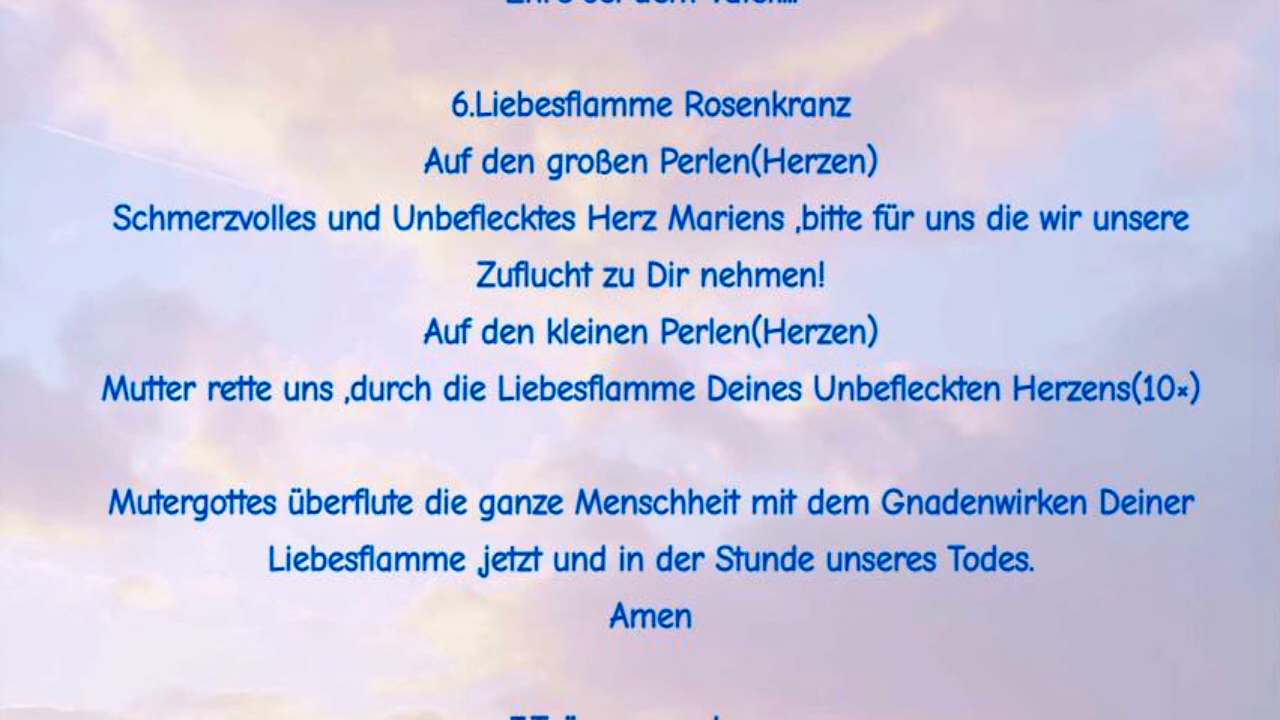 6.Liebesflamme Rosenkranz
Auf den großen Perlen(Herzen)
Schmerzvolles und Unbeflecktes Herz Mariens ,bitte für uns die wir unsere
Zuflucht zu Dir nehmen!
Auf den kleinen Perlen(Herzen)
Mutter rette uns ,durch die Liebesflamme Deines Unbefleckten Herzens(10×)
Mutergottes überflute die ganze Menschheit mit dem Gnadenwirken Deiner
Liebesflamme ,jetzt und in der Stunde unseres Todes.
Amen